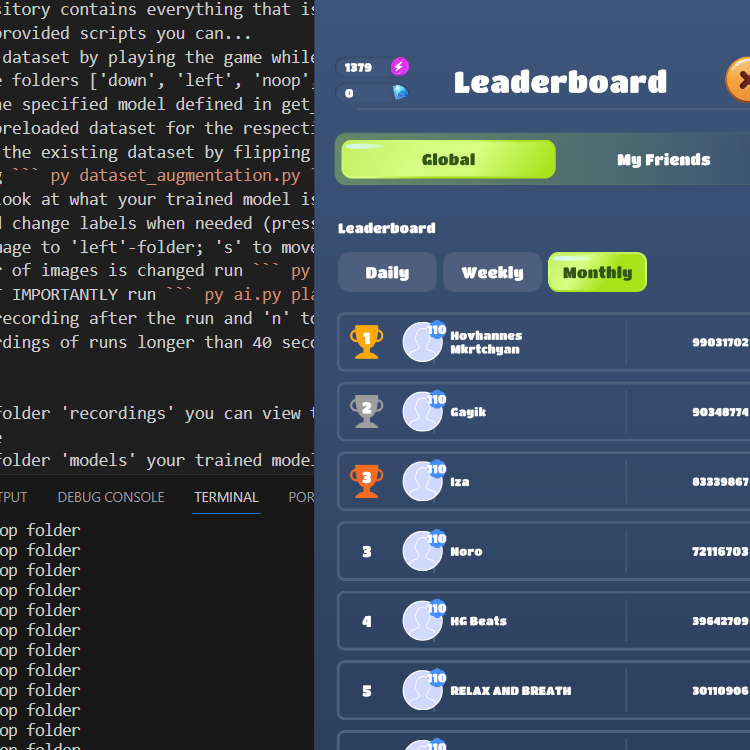 sitory contains everything that is
provided scripts you can...
dataset by playing the game while
e folders ['down', 'left', 'noop',
he specified model defined in get_
preloaded dataset for the respecti
the existing dataset by flipping
g ``` py dataset_augmentation.py
look at what your trained model is
d change labels when needed (press
mage to 'left'-folder; 's' to move
r of images is changed run ``` py
T IMPORTANTLY run ``` py ai.py pla
recording after the run and 'n' to
rdings of runs longer than 40 seco
folder 'recordings' you can view t
e
folder 'models' your trained model
TPUT DEBUG CONSOLE TERMINAL POR
op folder
op folder
op folder
op folder
op folder
op folder
op folder
op folder
op folder
op folder
op folder
op folder
1379
0
Leaderboard
Global My Friends
Leaderboard
Daily Weekly Monthly
1 110 Hovhannes
Mkrtchyan 99031702
2 110 Gagik 90348774
3 110 Iza 83339867
3 110 Noro 72116703
4 110 HG Beats 39642709
5 110 RELAX AND BREATH 30110906
110